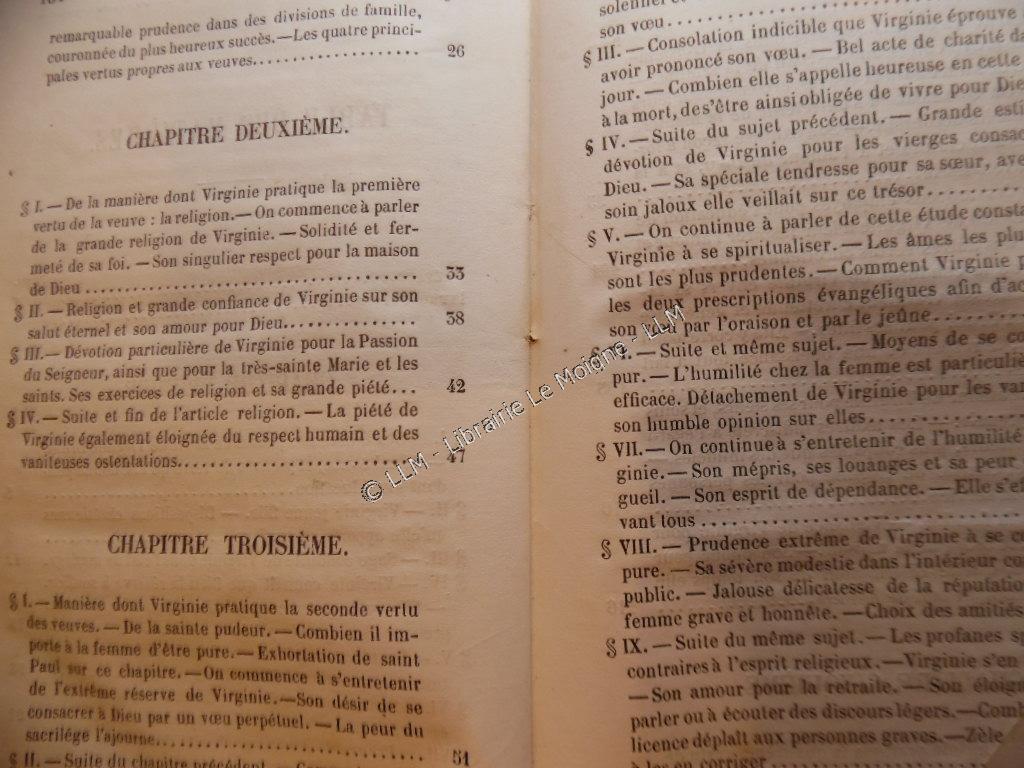 remarquable prudence dans des divisions de famille,
couronnée du plus heureux succès.—Les quatre princi-
pales vertus propres aux veuves.................. 26
CHAPITRE DEUXIÈME.
§ I. — De la manière dont Virginie pratique la première
vertu de la veuve : la religion.— On commence à parler
de la grande religion de Virginie. — Solidité et fer-
meté de sa foi. — Son singulier respect pour la maison
de Dieu .................................. 33
§ II. — Religion et grande confiance de Virginie sur son
salut éternel et son amour pour Dieu.............. 38
§ III.— Dévotion particulière de Virginie pour la Passion
du Seigneur, ainsi que pour la très-sainte Marie et les
saints. Ses exercices de religion et sa grande piété... 42
§ IV. — Suite et fin de l'article religion. — La piété de
Virginie également éloignée du respect humain et des
vaniteuses ostentations......................... 47
CHAPITRE TROISIÈME.
§ I. — Manière dont Virginie pratique la seconde vertu
des veuves. — De la sainte pudeur. — Combien il im-
porte à la femme d'être pure. — Exhortation de saint
Paul sur ce chapitre. — On commence à s'entretenir
de l'extrême réserve de Virginie. — Son désir de se
consacrer à Dieu par un vœu perpétuel. — La peur du
sacrilége l'ajourne............................ 51
§ II. — Suite du chapitre précédent.
solennel et
son vœu
§ III. — Consolation indicible que Virginie éprouve
avoir prononcé son vœu. — Bel acte de charité
jour. — Combien elle s'appelle heureuse en cette
à la mort, de s'être ainsi obligée de vivre pour
§ IV. — Suite du sujet précédent. — Grande
dévotion de Virginie pour les vierges
Dieu. — Sa spéciale tendresse pour sa sœur,
soin jaloux elle veillait sur ce trésor
§ V. — On continue à parler de cette étude
Virginie à se spiritualiser. — Les âmes les
sont les plus prudentes. — Comment Virginie
les deux prescriptions évangéliques afin
son vœu par l'oraison et par le jeûne
— Suite et même sujet. — Moyens de se
pur. — L'humilité chez la femme est
efficace. Détachement de Virginie pour les
son humble opinion sur elles
§ VII. — On continue à s'entretenir de l'humilité
ginie. — Son mépris, ses louanges et sa peur
gueil. — Son esprit de dépendance. — Elle
vant tous
§ VIII. — Prudence extrême de Virginie à se
pure. — Sa sévère modestie dans l'intérieur
public. — Jalouse délicatesse de la
femme grave et honnête. — Choix des amitiés
§ IX. — Suite du même sujet. — Les profanes
contraires à l'esprit religieux. — Virginie s'en
— Son amour pour la retraite. — Son
parler ou à écouter des discours légers. —
licence déplaît aux personnes graves. — Zèle
à les en corriger
© LLM - Librairie Le Moigne - LLM